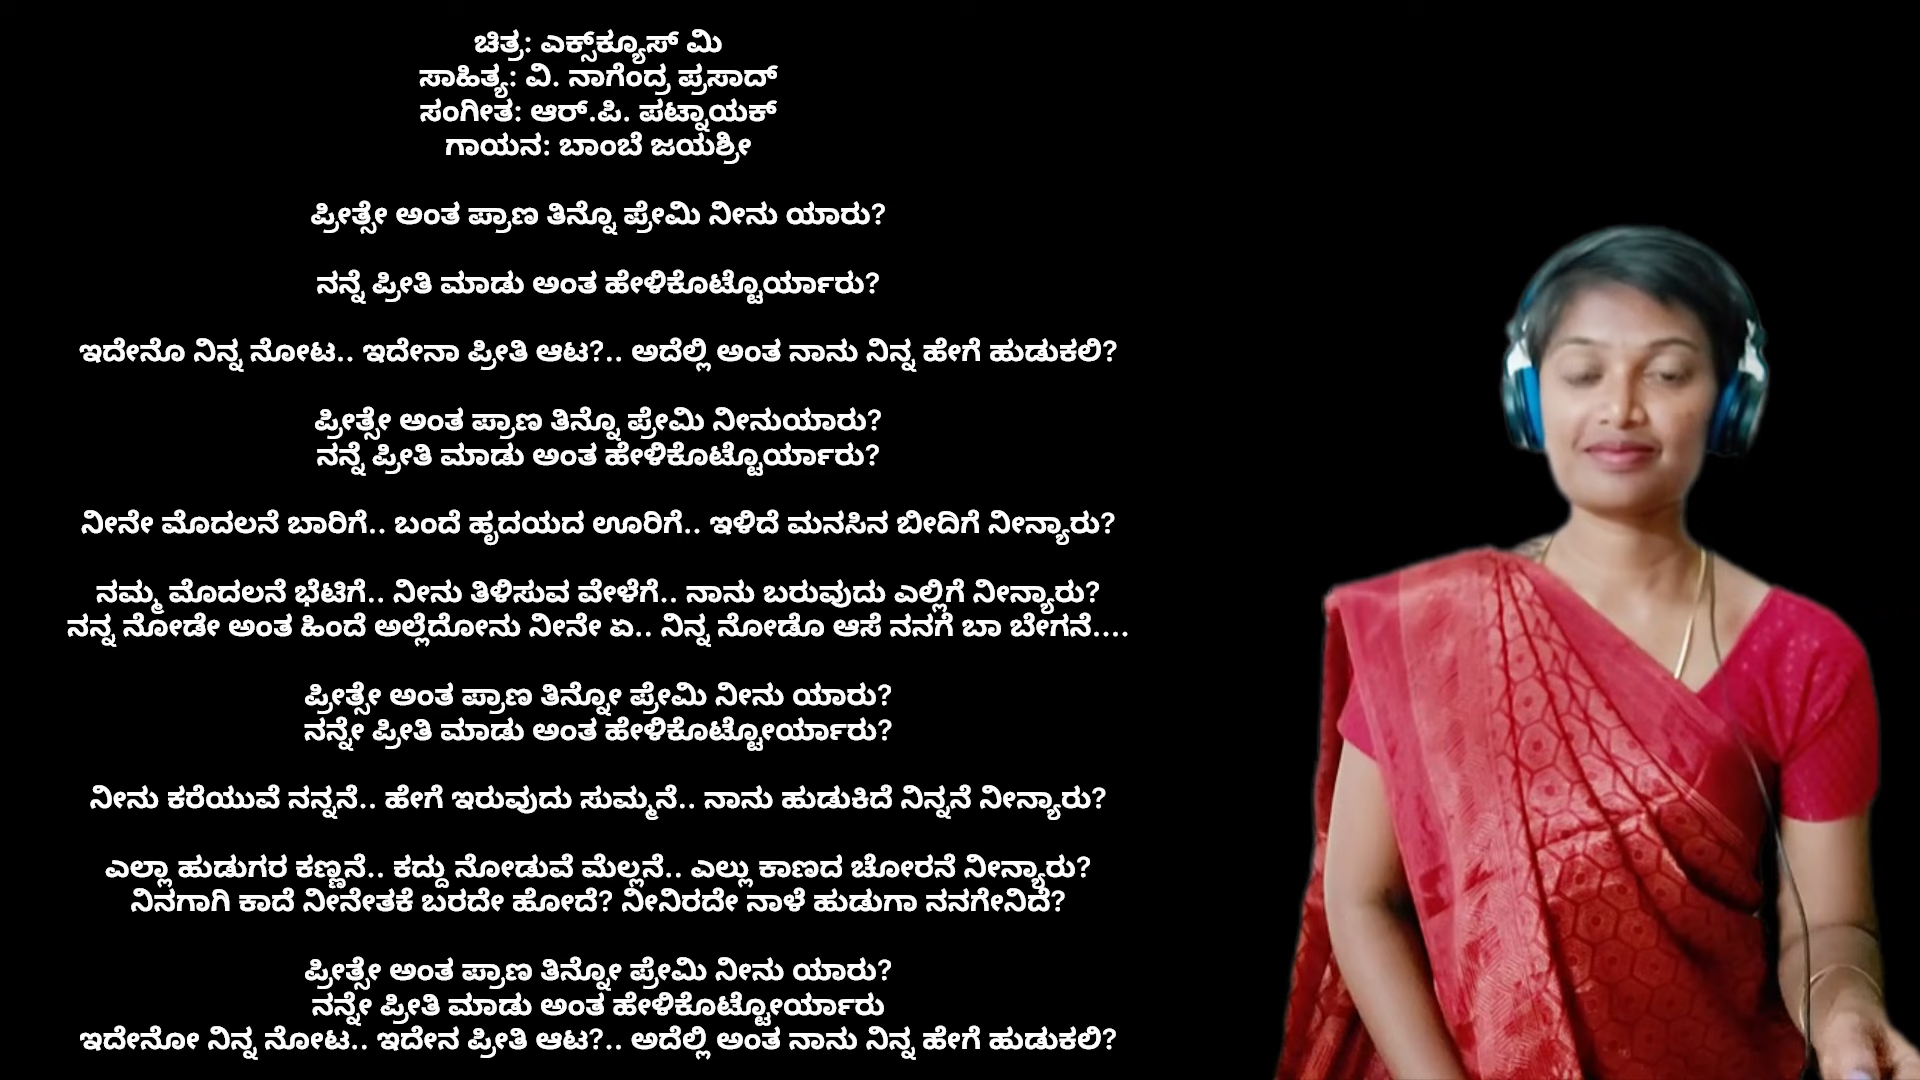 ಚಿತ್ರ: ಎಕ್ಸ್‌ಕ್ಯೂಸ್ ಮಿ
ಸಾಹಿತ್ಯ: ವಿ. ನಾಗೇಂದ್ರ ಪ್ರಸಾದ್
ಸಂಗೀತ: ಆರ್.ಪಿ. ಪಟ್ನಾಯಕ್
ಗಾಯನ: ಬಾಂಬೆ ಜಯಶ್ರೀ
ಪ್ರೀತ್ಸೇ ಅಂತ ಪ್ರಾಣ ತಿನ್ನೊ ಪ್ರೇಮಿ ನೀನು ಯಾರು?
ನನ್ನೆ ಪ್ರೀತಿ ಮಾಡು ಅಂತ ಹೇಳಿಕೊಟ್ಟೊರ್ಯಾರು?
ಇದೇನೊ ನಿನ್ನ ನೋಟ.. ಇದೇನಾ ಪ್ರೀತಿ ಆಟ?.. ಅದೆಲ್ಲಿ ಅಂತ ನಾನು ನಿನ್ನ ಹೇಗೆ ಹುಡುಕಲಿ?
ಪ್ರೀತ್ಸೇ ಅಂತ ಪ್ರಾಣ ತಿನ್ನೊ ಪ್ರೇಮಿ ನೀನುಯಾರು?
ನನ್ನೆ ಪ್ರೀತಿ ಮಾಡು ಅಂತ ಹೇಳಿಕೊಟ್ಟೊರ್ಯಾರು?
ನೀನೇ ಮೊದಲನೆ ಬಾರಿಗೆ.. ಬಂದೆ ಹೃದಯದ ಊರಿಗೆ.. ಇಳಿದೆ ಮನಸಿನ ಬೀದಿಗೆ ನೀನ್ಯಾರು?
ನಮ್ಮ ಮೊದಲನೆ ಭೆಟಿಗೆ.. ನೀನು ತಿಳಿಸುವ ವೇಳೆಗೆ.. ನಾನು ಬರುವುದು ಎಲ್ಲಿಗೆ ನೀನ್ಯಾರು?
ನನ್ನ ನೋಡೇ ಅಂತ ಹಿಂದೆ ಅಲ್ಲೆದೋನು ನೀನೇ ಏ.. ನಿನ್ನ ನೋಡೊ ಆಸೆ ನನಗೆ ಬಾ ಬೇಗನೆ....
ಪ್ರೀತ್ಸೇ ಅಂತ ಪ್ರಾಣ ತಿನ್ನೋ ಪ್ರೇಮಿ ನೀನು ಯಾರು?
ನನ್ನೇ ಪ್ರೀತಿ ಮಾಡು ಅಂತ ಹೇಳಿಕೊಟ್ಟೋರ್ಯಾರು?
ನೀನು ಕರೆಯುವೆ ನನ್ನನೆ.. ಹೇಗೆ ಇರುವುದು ಸುಮ್ಮನೆ.. ನಾನು ಹುಡುಕಿದೆ ನಿನ್ನನೆ ನೀನ್ಯಾರು?
ಎಲ್ಲಾ ಹುಡುಗರ ಕಣ್ಣನೆ.. ಕದ್ದು ನೋಡುವೆ ಮೆಲ್ಲನೆ.. ಎಲ್ಲು ಕಾಣದ ಚೋರನೆ ನೀನ್ಯಾರು?
ನಿನಗಾಗಿ ಕಾದೆ ನೀನೇತಕೆ ಬರದೇ ಹೋದೆ? ನೀನಿರದೇ ನಾಳೆ ಹುಡುಗಾ ನನಗೇನಿದೆ?
ಪ್ರೀತ್ಸೇ ಅಂತ ಪ್ರಾಣ ತಿನ್ನೋ ಪ್ರೇಮಿ ನೀನು ಯಾರು?
ನನ್ನೇ ಪ್ರೀತಿ ಮಾಡು ಅಂತ ಹೇಳಿಕೊಟ್ಟೋರ್ಯಾರು
ಇದೇನೋ ನಿನ್ನ ನೋಟ.. ಇದೇನ ಪ್ರೀತಿ ಆಟ?.. ಅದೆಲ್ಲಿ ಅಂತ ನಾನು ನಿನ್ನ ಹೇಗೆ ಹುಡುಕಲಿ?